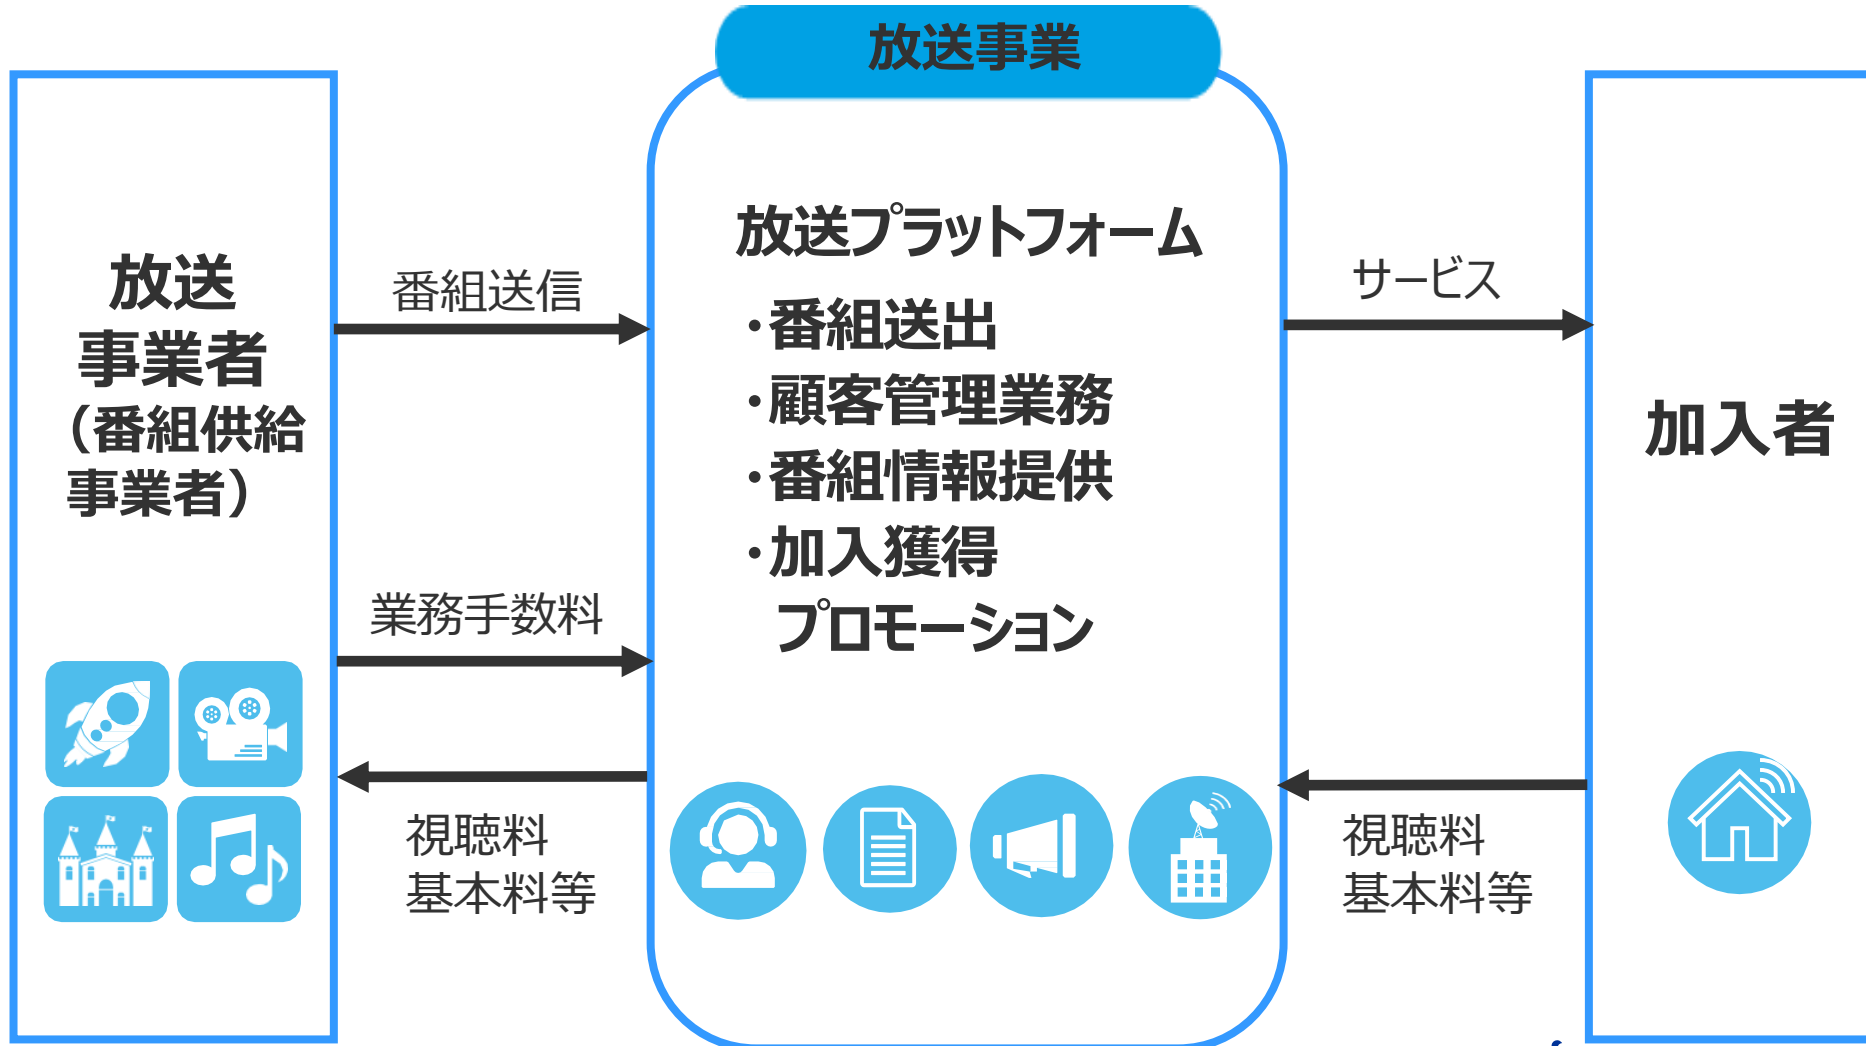 放送事業
放送
事業者
（番組供給
事業者）
番組送信
業務手数料
視聴料
基本料等
放送プラットフォーム
・番組送出
・顧客管理業務
・番組情報提供
・加入獲得
プロモーション
サービス
視聴料
基本料等
加入者